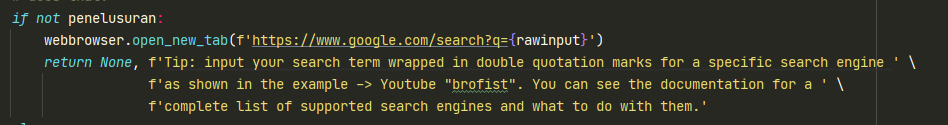 if not penelusuran:
webbrowser.open_new_tab(f'https://www.google.com/search?q={rawinput}')
return None, f'Tip: input your search term wrapped in double quotation marks for a specific search engine ' \
f'as shown in the example -> Youtube "brofist". You can see the documentation for a ' \
f'complete list of supported search engines and what to do with them.'